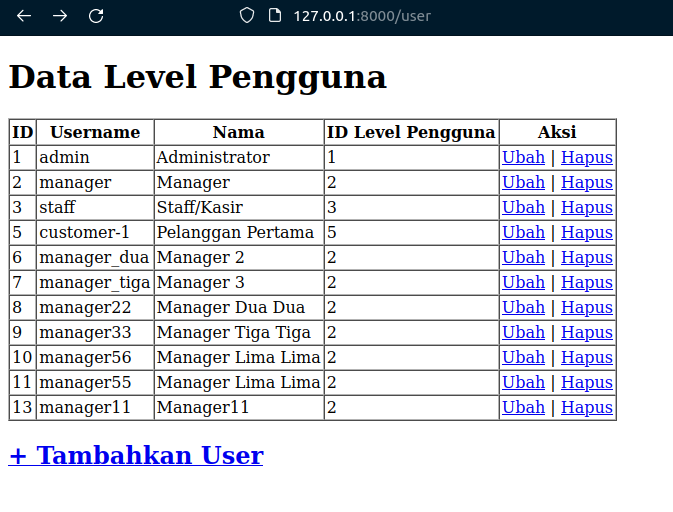 127.0.0.1:8000/user
Data Level Pengguna
ID Username Nama ID Level Pengguna Aksi
1 admin Administrator 1 Ubah | Hapus
2 manager Manager 2 Ubah | Hapus
3 staff Staff/Kasir 3 Ubah | Hapus
5 customer-1 Pelanggan Pertama 5 Ubah | Hapus
6 manager_dua Manager 2 2 Ubah | Hapus
7 manager_tiga Manager 3 2 Ubah | Hapus
8 manager22 Manager Dua Dua 2 Ubah | Hapus
9 manager33 Manager Tiga Tiga 2 Ubah | Hapus
10 manager56 Manager Lima Lima 2 Ubah | Hapus
11 manager55 Manager Lima Lima 2 Ubah | Hapus
13 manager11 Manager11 2 Ubah | Hapus
+ Tambahkan User